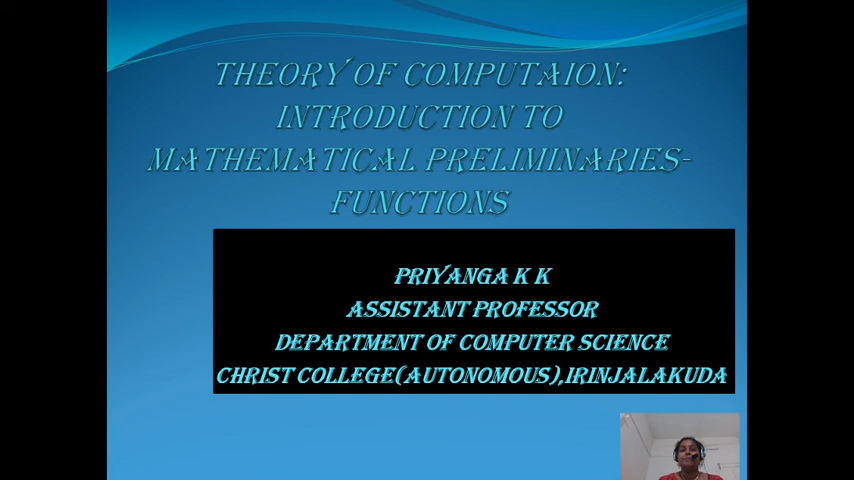 THEORY OF COMPUTAION:
INTRODUCTION TO
MATHEMATICAL PRELIMINARIES-
FUNCTIONS
PRIYANGA K K
ASSISTANT PROFESSOR
DEPARTMENT OF COMPUTER SCIENCE
CHRIST COLLEGE(AUTONOMOUS),IRINJALAKUDA